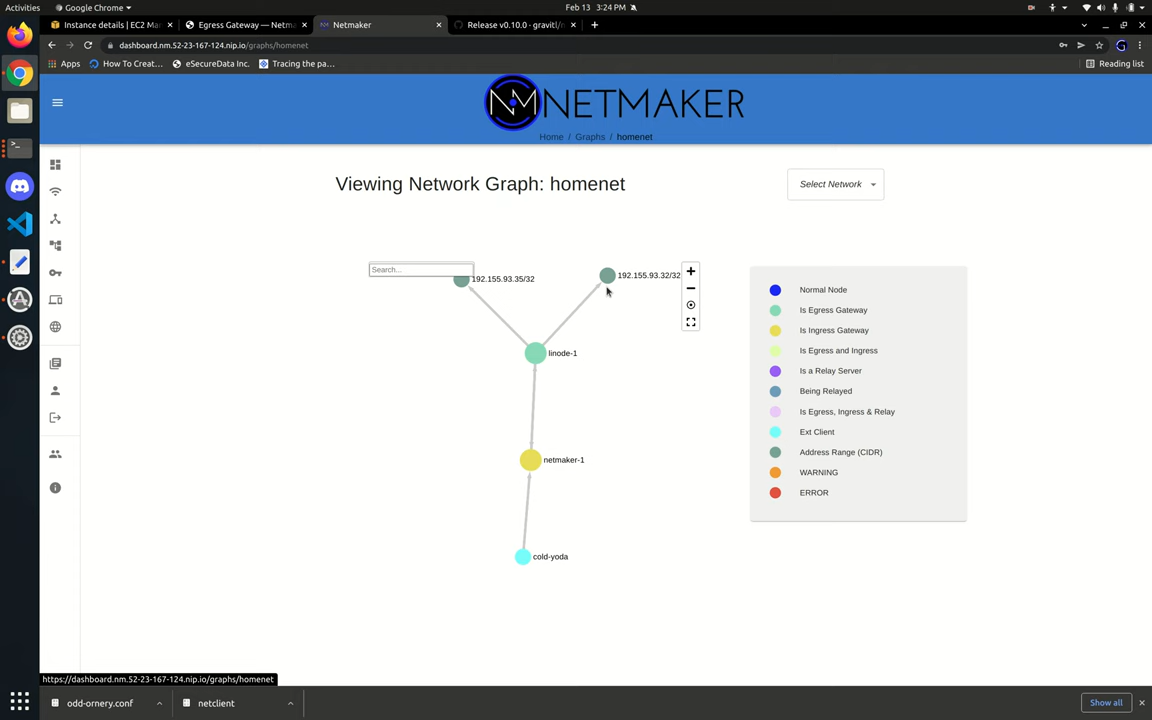 Activities
Google Chrome
Feb 13 3:24 PM
Instance details | EC2 Mar
Egress Gateway — Netma
Netmaker
Release v0.10.0 · gravitl/n
dashboard.nm.52-23-167-124.nip.io/graphs/homenet
Apps
How To Creat...
eSecureData Inc.
Tracing the pa...
Reading list
NM NETMAKER
Home / Graphs / homenet
Viewing Network Graph: homenet
Select Network
Search...
192.155.93.35/32
192.155.93.32/32
linode-1
netmaker-1
cold-yoda
Normal Node
Is Egress Gateway
Is Ingress Gateway
Is Egress and Ingress
Is a Relay Server
Being Relayed
Is Egress, Ingress & Relay
Ext Client
Address Range (CIDR)
WARNING
ERROR
https://dashboard.nm.52-23-167-124.nip.io/graphs/homenet
odd-ornery.conf
netclient
Show all